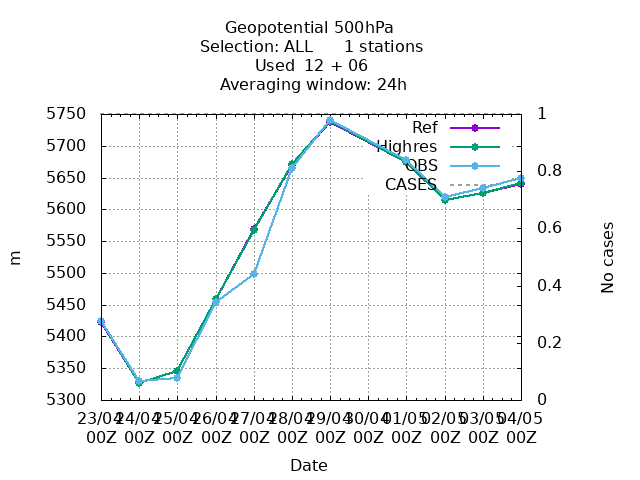 Geopotential 500hPa
Selection: ALL 1 stations
Used 12 + 06
Averaging window: 24h
5750
5700
5650
5600
5550
5500
5450
5400
5350
5300
m
1
0.8
0.6
0.4
0.2
0
No cases
Ref
Highres
OBS
CASES
23/04 24/04 25/04 26/04 27/04 28/04 29/04 30/04 01/05 02/05 03/05 04/05
00Z 00Z 00Z 00Z 00Z 00Z 00Z 00Z 00Z 00Z 00Z 00Z
Date